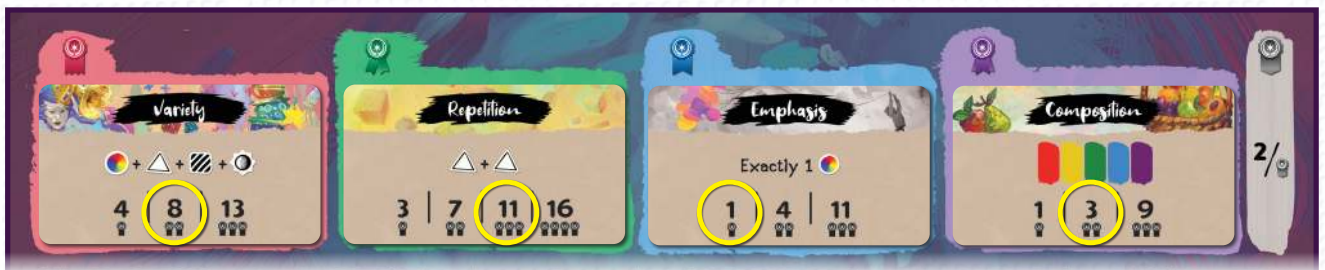 Variety
+ + +
4 8 13
Repetition
+
3 7 11 16
Emphasis
Exactly 1
1 4 11
Composition
1 3 9
2/